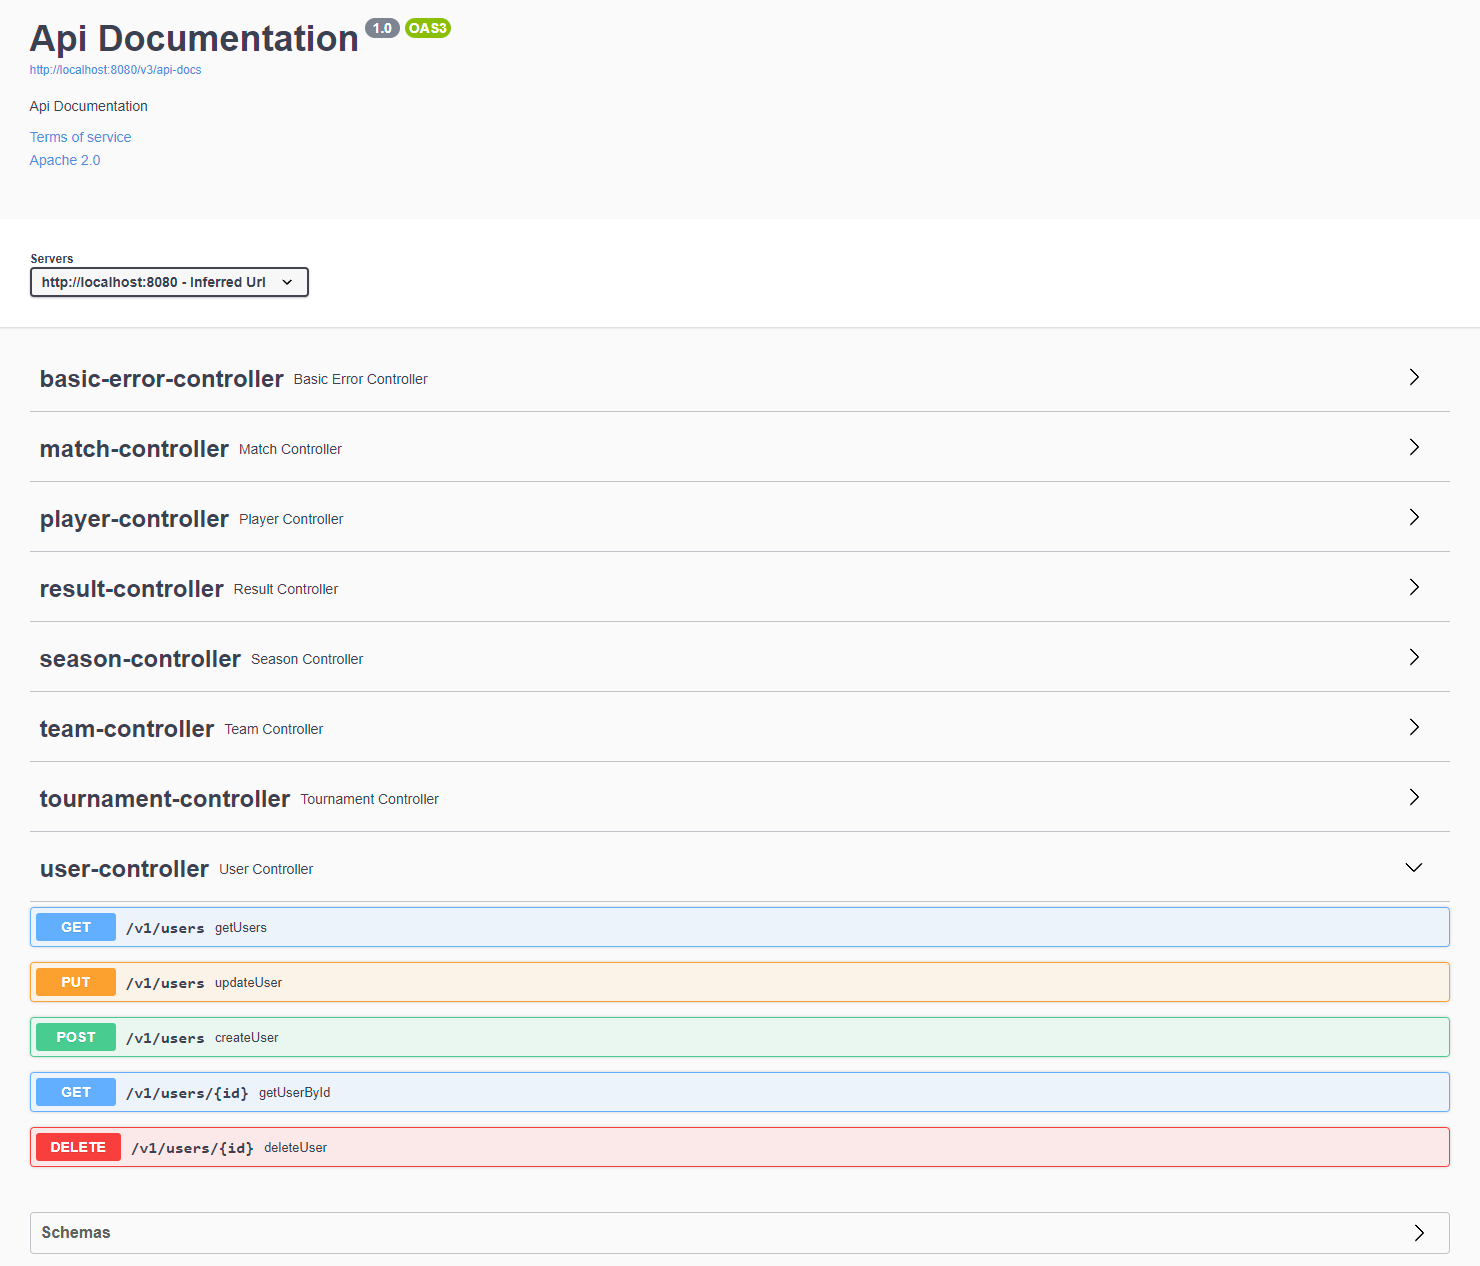 Api Documentation 1.0 OAS3
http://localhost:8080/v3/api-docs
Api Documentation
Terms of service
Apache 2.0
Servers
http://localhost:8080 - Inferred Url
basic-error-controller Basic Error Controller
match-controller Match Controller
player-controller Player Controller
result-controller Result Controller
season-controller Season Controller
team-controller Team Controller
tournament-controller Tournament Controller
user-controller User Controller
GET /v1/users getUsers
PUT /v1/users updateUser
POST /v1/users createUser
GET /v1/users/{id} getUserById
DELETE /v1/users/{id} deleteUser
Schemas